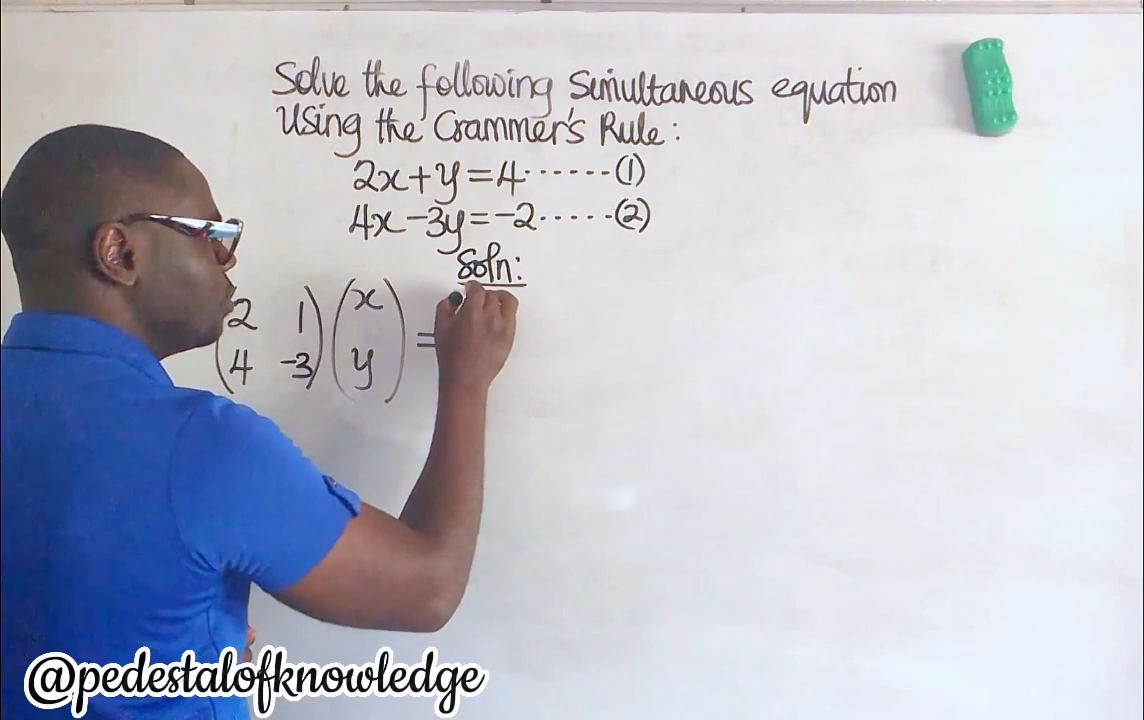 Solve the following Simultaneous equation
Using the Crammer's Rule:
2x+y=4······(1)
4x-3y=-2·····(2)
Soln:
(2 1)(x) =
(4 -3)(y)
@pedestalofknowledge